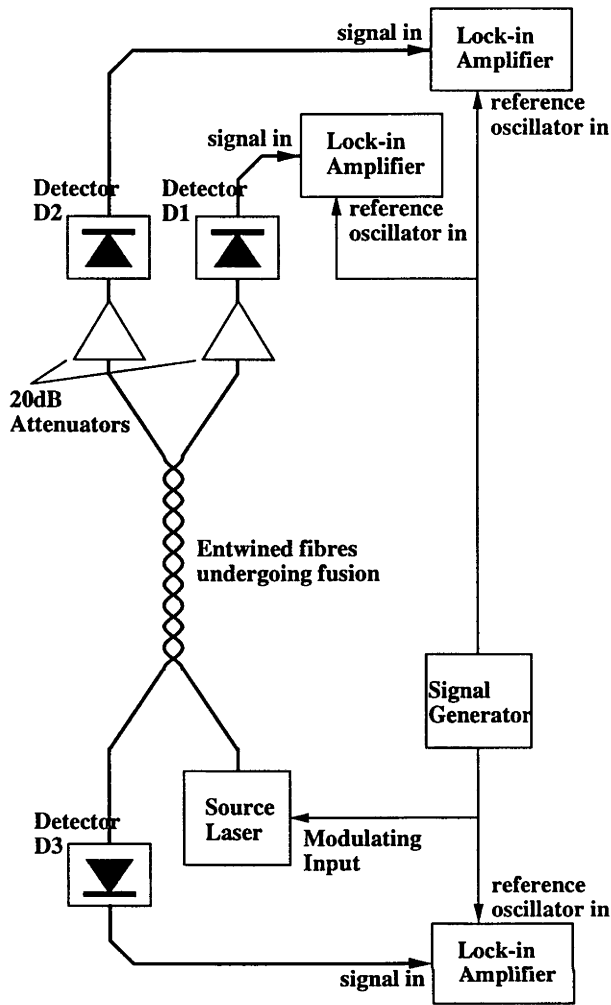 signal in
Lock-in
Amplifier
reference
oscillator in
signal in
Lock-in
Amplifier
reference
oscillator in
Detector
D2
Detector
D1
20dB
Attenuators
Entwined fibres
undergoing fusion
Signal
Generator
Source
Laser
Modulating
Input
Detector
D3
reference
oscillator in
signal in
Lock-in
Amplifier